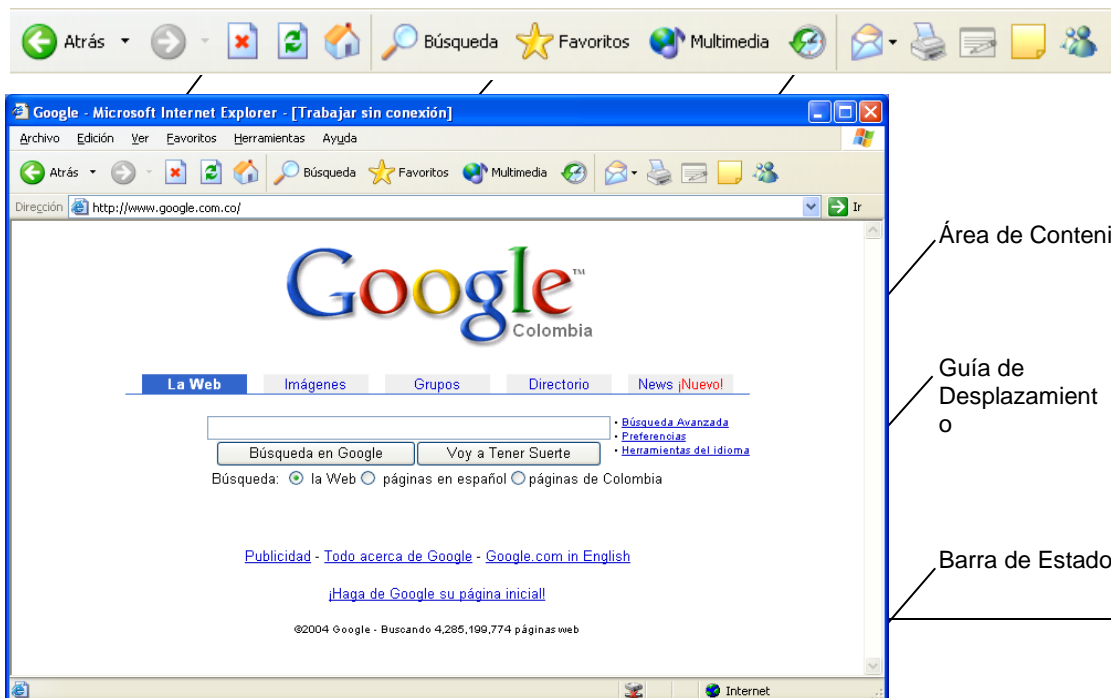 Atrás Búsqueda Favoritos Multimedia
Google - Microsoft Internet Explorer - [Trabajar sin conexión]
Archivo Edición Ver Favoritos Herramientas Ayuda
Atrás Búsqueda Favoritos Multimedia
Dirección http://www.google.com.co/ Ir
Área de Conteni
Google™
Colombia
La Web Imágenes Grupos Directorio News ¡Nuevo!
Guía de
Desplazamient
o
• Búsqueda Avanzada
• Preferencias
• Herramientas del idioma
Búsqueda en Google Voy a Tener Suerte
Búsqueda: la Web páginas en español páginas de Colombia
Publicidad - Todo acerca de Google - Google.com in English
Barra de Estado
¡Haga de Google su página inicial!
©2004 Google - Buscando 4,285,199,774 páginas web
Internet